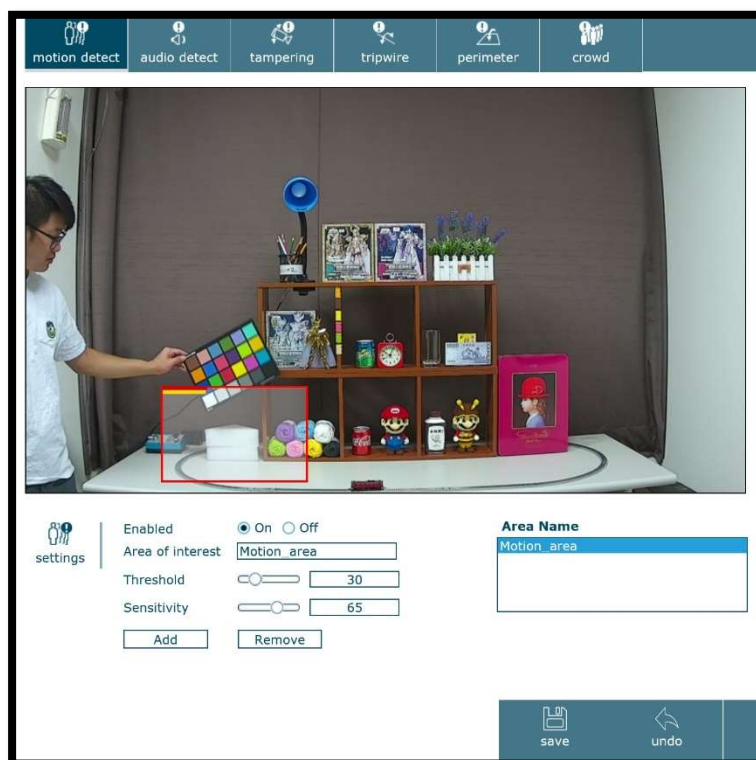 motion detect
audio detect
tampering
tripwire
perimeter
crowd
settings
Enabled
On
Off
Area of interest
Motion_area
Threshold
30
Sensitivity
65
Add
Remove
Area Name
Motion_area
save
undo